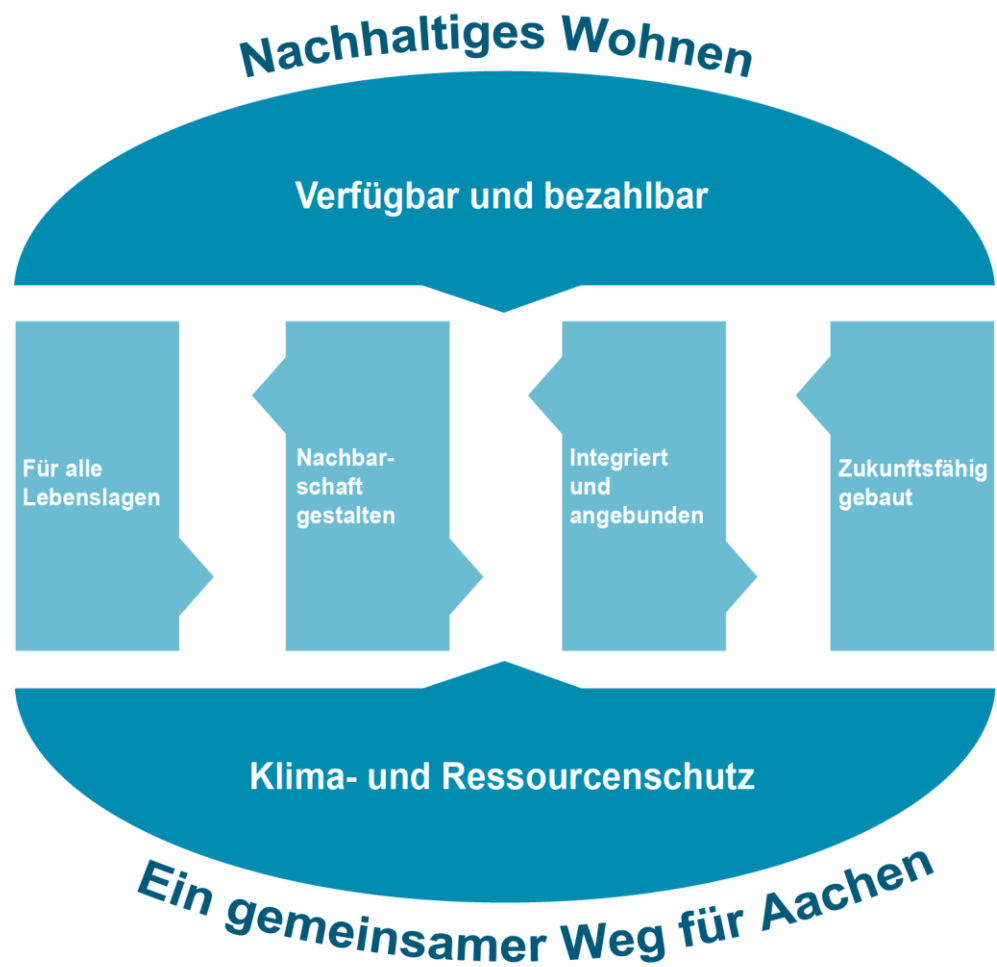 Nachhaltiges Wohnen
Verfügbar und bezahlbar
Für alle
Lebenslagen
Nachbar-
schaft
gestalten
Integriert
und
angebunden
Zukunftsfähig
gebaut
Klima- und Ressourcenschutz
Ein gemeinsamer Weg für Aachen